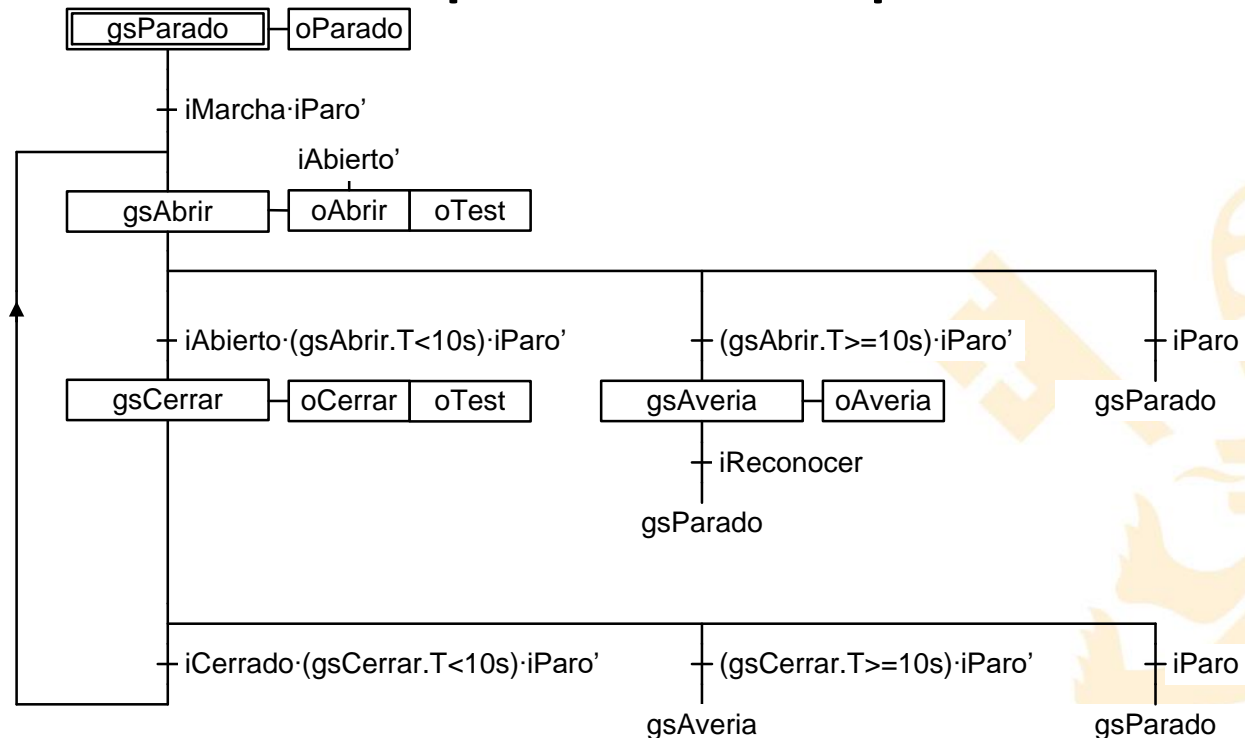 gsParado oParado
iMarcha·iParo’
iAbierto’
gsAbrir oAbrir oTest
iAbierto·(gsAbrir.T<10s)·iParo’ (gsAbrir.T>=10s)·iParo’ iParo
gsCerrar oCerrar oTest gsAveria oAveria gsParado
iReconocer
gsParado
iCerrado·(gsCerrar.T<10s)·iParo’ (gsCerrar.T>=10s)·iParo’ iParo
gsAveria gsParado